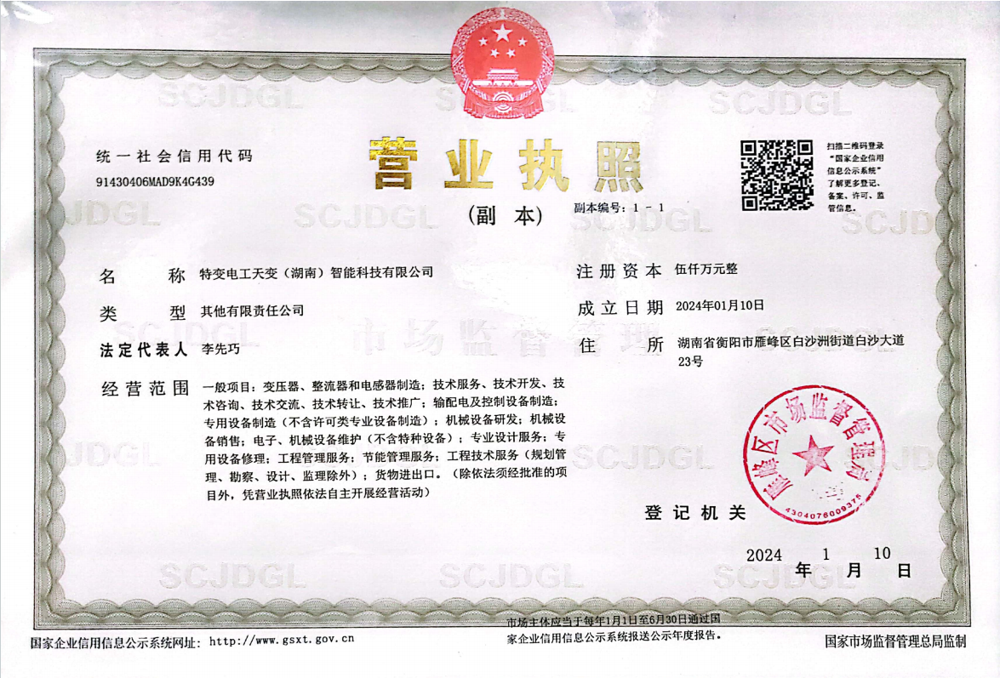 营业执照
(副 本)
副本编号：1 - 1
统一社会信用代码
91430406MAD9K4G439
扫描二维码登录
“国家企业信用
信息公示系统”
了解更多登记、
备案、许可、监
管信息。
名 称 特变电工天变（湖南）智能科技有限公司
类 型 其他有限责任公司
法定代表人 李先巧
经营范围 一般项目：变压器、整流器和电感器制造；技术服务、技术开发、技
术咨询、技术交流、技术转让、技术推广；输配电及控制设备制造；
专用设备制造（不含许可类专业设备制造）；机械设备研发；机械设
备销售；电子、机械设备维护（不含特种设备）；专业设计服务；专
用设备修理；工程管理服务；节能管理服务；工程技术服务（规划管
理、勘察、设计、监理除外）；货物进出口。（除依法须经批准的项
目外，凭营业执照依法自主开展经营活动）
注册资本 伍仟万元整
成立日期 2024年01月10日
住 所 湖南省衡阳市雁峰区白沙洲街道白沙大道
23号
雁峰区市场监督管理局
4304076009375
登记机关
2024 年 1 月 10 日
国家企业信用信息公示系统网址：http://www.gsxt.gov.cn
市场主体应当于每年1月1日至6月30日通过国
家企业信用信息公示系统报送公示年度报告。
国家市场监督管理总局监制
SCJDGL
市场监督管理